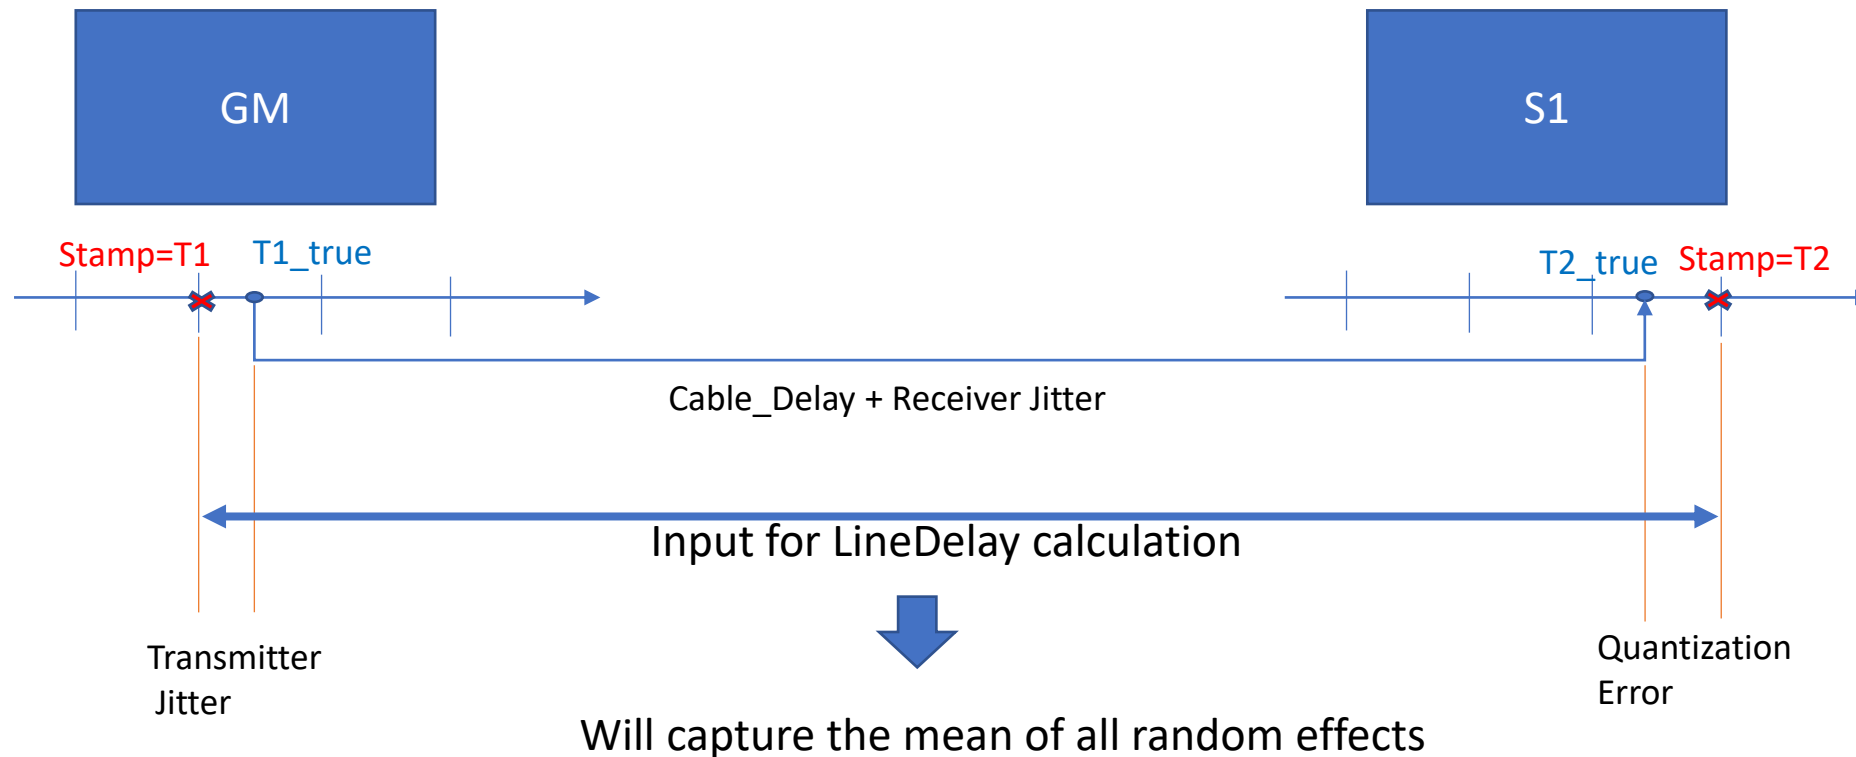 GM
S1
Stamp=T1
T1_true
T2_true
Stamp=T2
Cable_Delay + Receiver Jitter
Input for LineDelay calculation
Transmitter
Jitter
Quantization
Error
Will capture the mean of all random effects